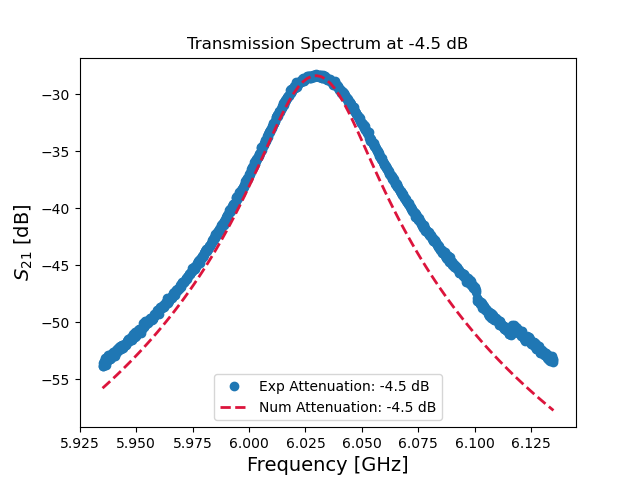 Transmission Spectrum at -4.5 dB
S₂₁ [dB]
−30
−35
−40
−45
−50
−55
Exp Attenuation: -4.5 dB
Num Attenuation: -4.5 dB
5.925 5.950 5.975 6.000 6.025 6.050 6.075 6.100 6.125
Frequency [GHz]